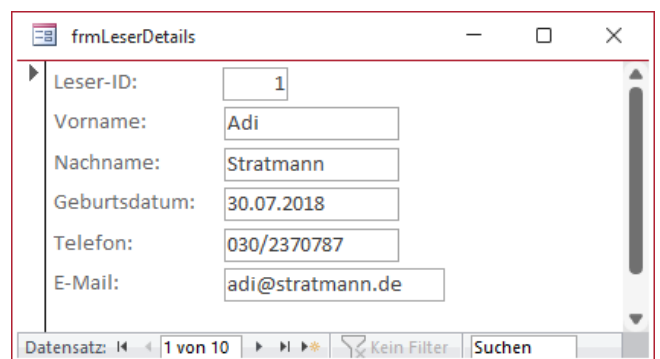 frmLeserDetails
Leser-ID: 1
Vorname: Adi
Nachname: Stratmann
Geburtsdatum: 30.07.2018
Telefon: 030/2370787
E-Mail: adi@stratmann.de
Datensatz: 1 von 10 Kein Filter Suchen